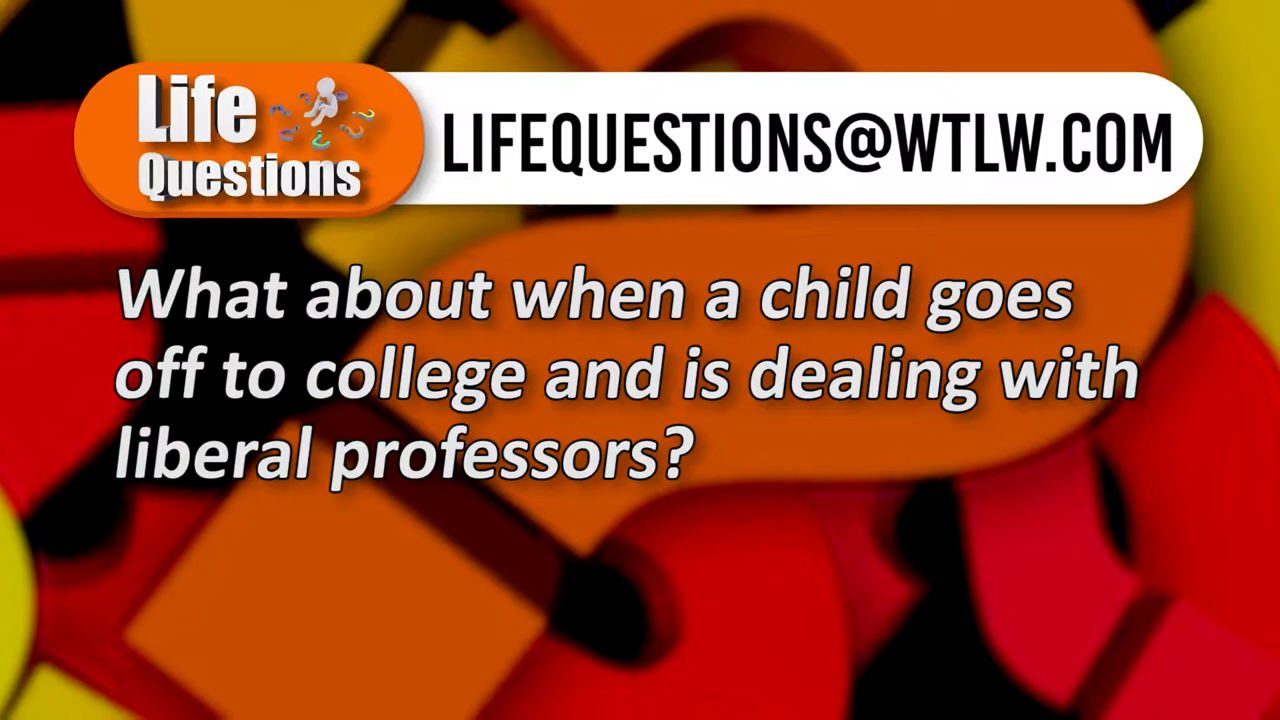 Life
Questions
LIFEQUESTIONS@WTLW.COM
What about when a child goes
off to college and is dealing with
liberal professors?